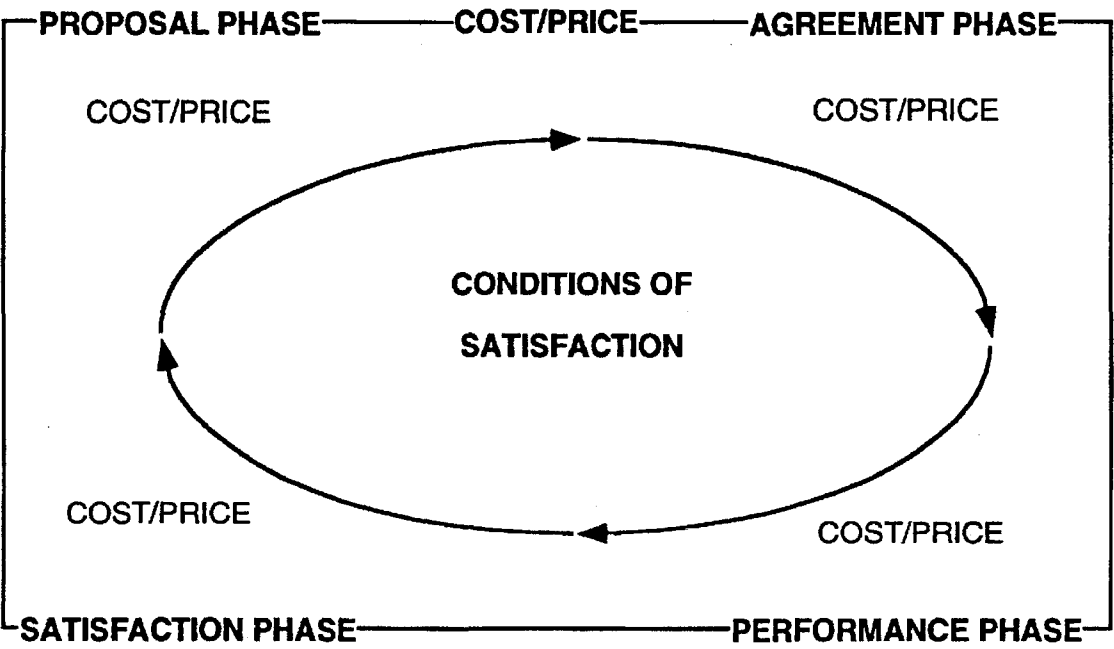 PROPOSAL PHASE COST/PRICE AGREEMENT PHASE
COST/PRICE COST/PRICE
CONDITIONS OF
SATISFACTION
COST/PRICE COST/PRICE
SATISFACTION PHASE PERFORMANCE PHASE